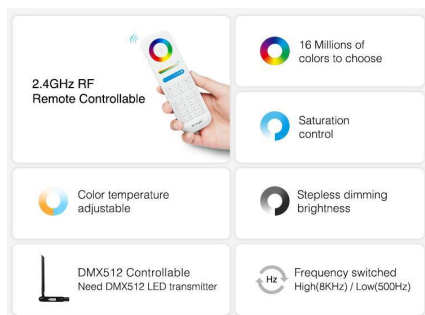 2.4GHz RF
Remote Controllable
16 Millions of
colors to choose
Saturation
control
Color temperature
adjustable
Stepless dimming
brightness
DMX512 Controllable
Need DMX512 LED transmitter
Hz
Frequency switched
High(8KHz) / Low(500Hz)